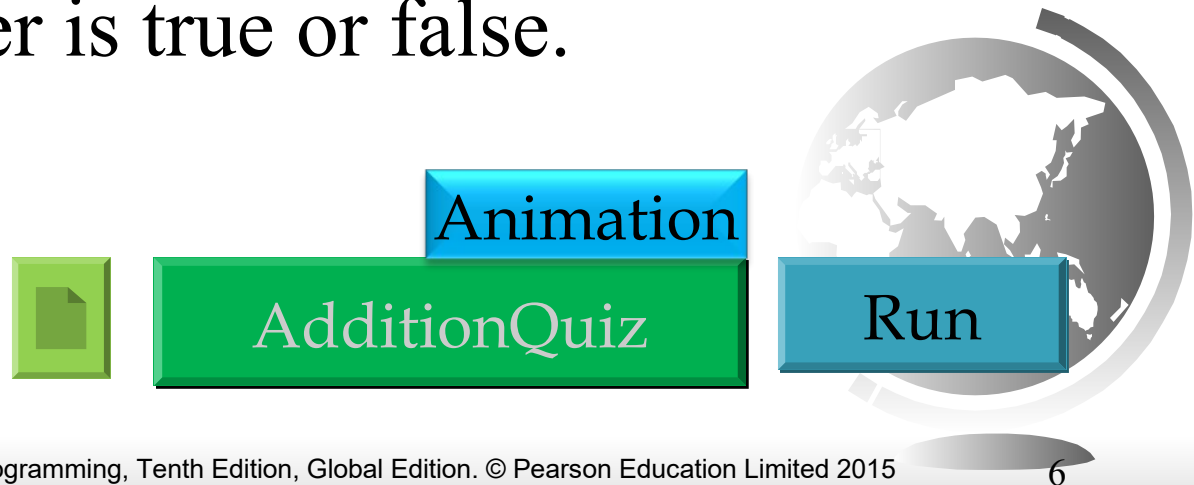 er is true or false.
Animation
AdditionQuiz
Run
ogramming, Tenth Edition, Global Edition. © Pearson Education Limited 2015
6